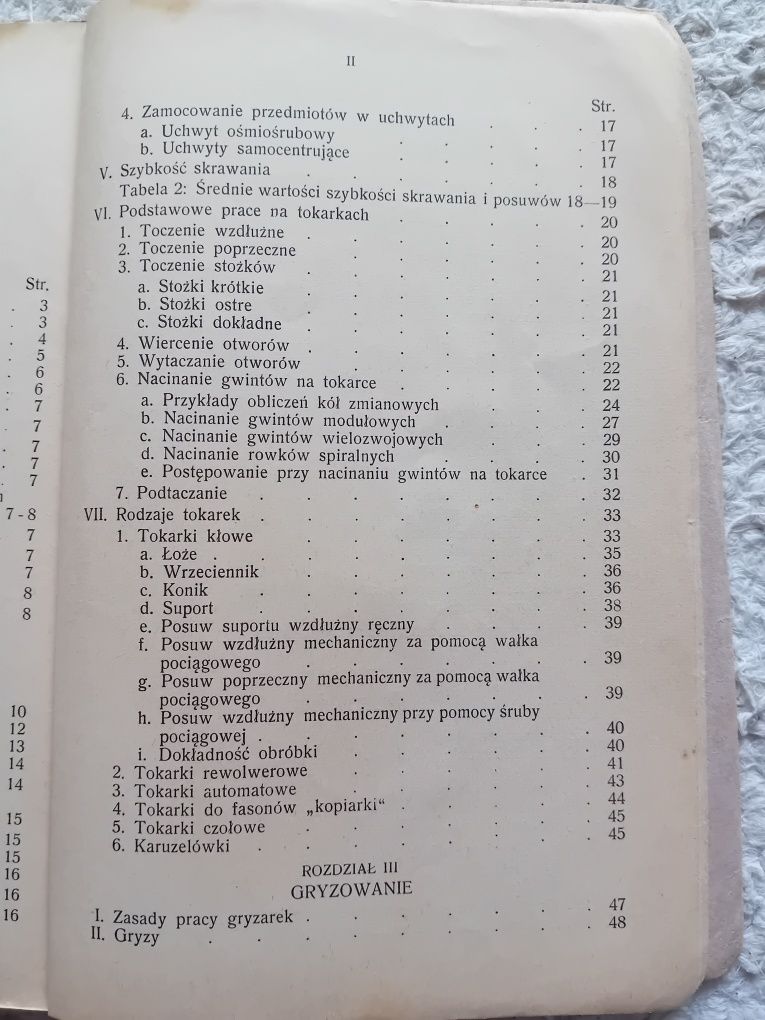 Str.
3
3
4
5
6
6
7
7
7
7
7
7-8
7
7
7
8
8
10
12
13
14
14
15
15
15
16
16
16
II
Str.
4. Zamocowanie przedmiotów w uchwytach . . . 17
a. Uchwyt ośmiośrubowy . . . . 17
b. Uchwyty samocentrujące . . . . 17
V. Szybkość skrawania . . . . . . 18
Tabela 2: Średnie wartości szybkości skrawania i posuwów 18—19
VI. Podstawowe prace na tokarkach . . . . . 20
1. Toczenie wzdłużne . . . . . . 20
2. Toczenie poprzeczne . . . . . . 20
3. Toczenie stożków . . . . . . 21
a. Stożki krótkie . . . . . . 21
b. Stożki ostre . . . . . . 21
c. Stożki dokładne . . . . . . 21
4. Wiercenie otworów . . . . . . 21
5. Wytaczanie otworów . . . . . . 22
6. Nacinanie gwintów na tokarce . . . . . 22
a. Przykłady obliczeń kół zmianowych . . . 24
b. Nacinanie gwintów modułowych . . . . 27
c. Nacinanie gwintów wielozwojowych . . . 29
d. Nacinanie rowków spiralnych . . . . 30
e. Postępowanie przy nacinaniu gwintów na tokarce . 31
7. Podtaczanie . . . . . . . 32
VII. Rodzaje tokarek . . . . . . . 33
1. Tokarki kłowe . . . . . . 33
a. Łoże . . . . . . . . 35
b. Wrzeciennik . . . . . . 36
c. Konik . . . . . . . 36
d. Suport . . . . . . . 38
e. Posuw suportu wzdłużny ręczny . . . . 39
f. Posuw wzdłużny mechaniczny za pomocą wałka
pociągowego . . . . . . 39
g. Posuw poprzeczny mechaniczny za pomocą wałka
pociągowego . . . . . . 39
h. Posuw wzdłużny mechaniczny przy pomocy śruby
pociągowej . . . . . . . 40
i. Dokładność obróbki . . . . . 40
2. Tokarki rewolwerowe . . . . . 41
3. Tokarki automatowe . . . . . 43
4. Tokarki do fasonów „kopiarki“ . . . . 44
5. Tokarki czołowe . . . . . . 45
6. Karuzelówki . . . . . . . 45
ROZDZIAŁ III
GRYZOWANIE
I. Zasady pracy gryzarek . . . . . . 47
II. Gryzy . . . . . . . . 48